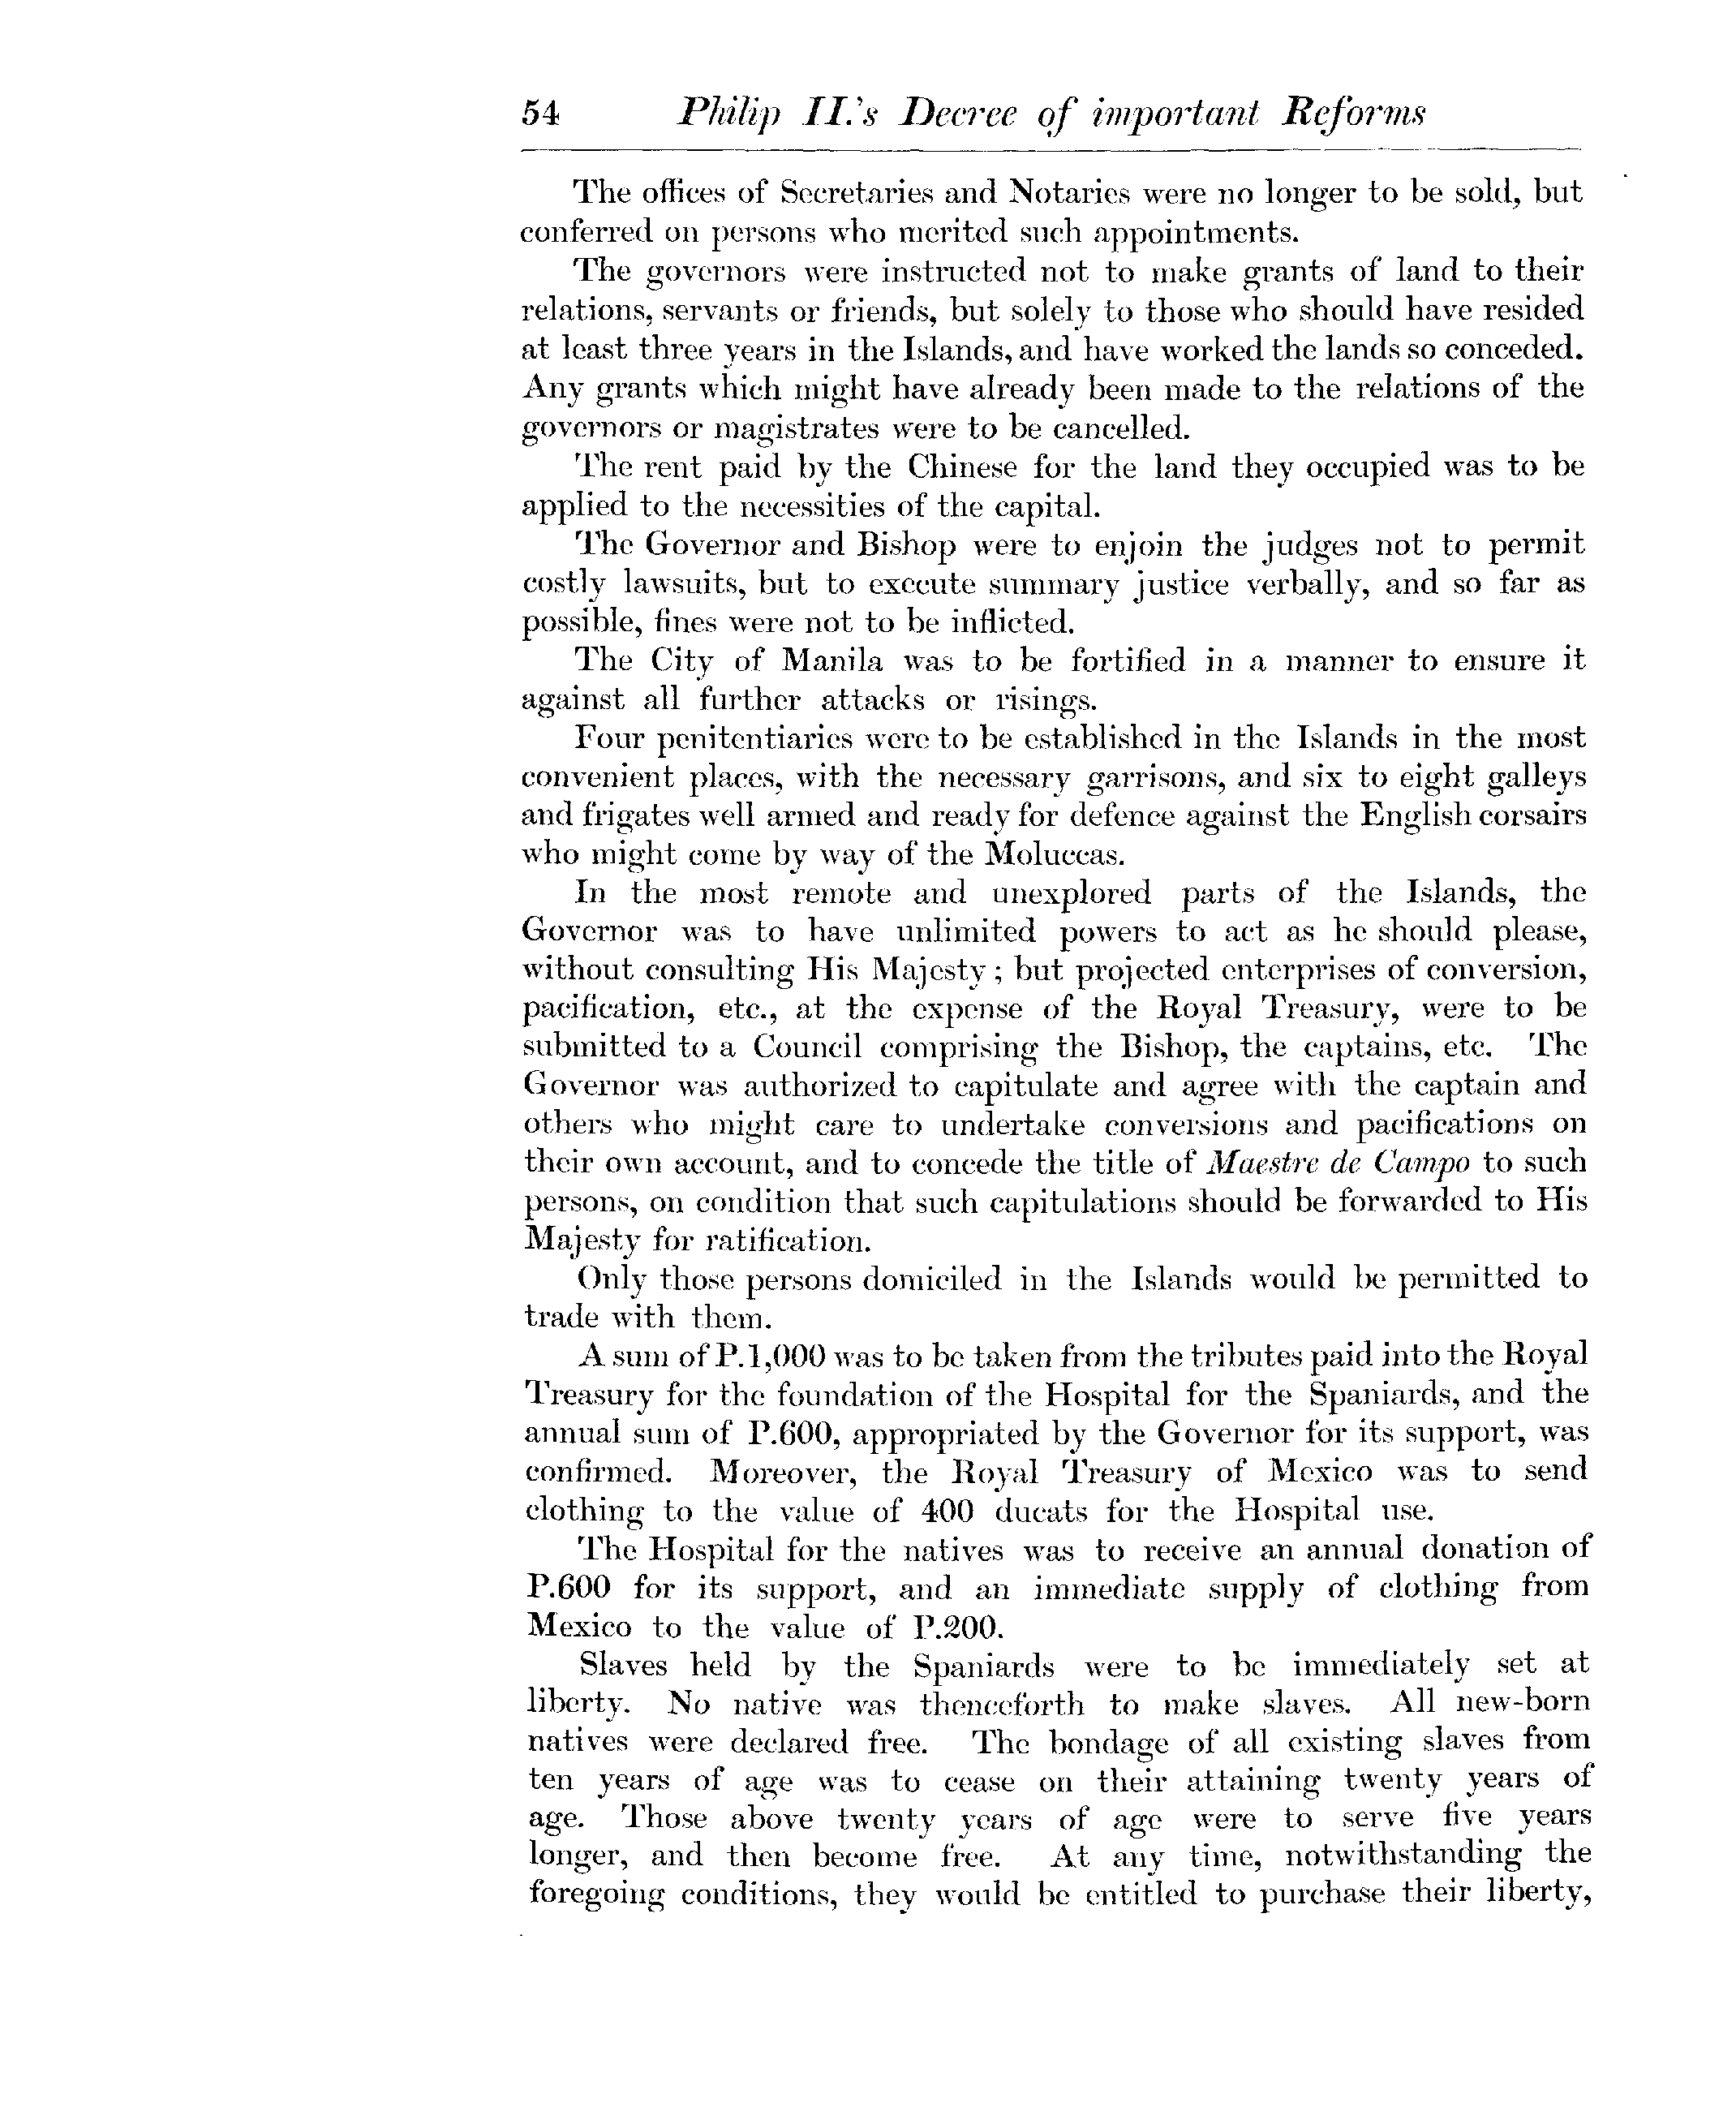 54 Philip II.'s Decree of important Reforms
The offices of Secretaries and Notaries were no longer to be sold, but
conferred on persons who merited such appointments.
The governors were instructed not to make grants of land to their
relations, servants or friends, but solely to those who should have resided
at least three years in the Islands, and have worked the lands so conceded.
Any grants which might have already been made to the relations of the
governors or magistrates were to be cancelled.
The rent paid by the Chinese for the land they occupied was to be
applied to the necessities of the capital.
The Governor and Bishop were to enjoin the judges not to permit
costly lawsuits, but to execute summary justice verbally, and so far as
possible, fines were not to be inflicted.
The City of Manila was to be fortified in a manner to ensure it
against all further attacks or risings.
Four penitentiaries were to be established in the Islands in the most
convenient places, with the necessary garrisons, and six to eight galleys
and frigates well armed and ready for defence against the English corsairs
who might come by way of the Moluccas.
In the most remote and unexplored parts of the Islands, the
Governor was to have unlimited powers to act as he should please,
without consulting His Majesty; but projected enterprises of conversion,
pacification, etc., at the expense of the Royal Treasury, were to be
submitted to a Council comprising the Bishop, the captains, etc. The
Governor was authorized to capitulate and agree with the captain and
others who might care to undertake conversions and pacifications on
their own account, and to concede the title of Maestre de Campo to such
persons, on condition that such capitulations should be forwarded to His
Majesty for ratification.
Only those persons domiciled in the Islands would be permitted to
trade with them.
A sum of P.1,000 was to be taken from the tributes paid into the Royal
Treasury for the foundation of the Hospital for the Spaniards, and the
annual sum of P.600, appropriated by the Governor for its support, was
confirmed. Moreover, the Royal Treasury of Mexico was to send
clothing to the value of 400 ducats for the Hospital use.
The Hospital for the natives was to receive an annual donation of
P.600 for its support, and an immediate supply of clothing from
Mexico to the value of P.200.
Slaves held by the Spaniards were to be immediately set at
liberty. No native was thenceforth to make slaves. All new-born
natives were declared free. The bondage of all existing slaves from
ten years of age was to cease on their attaining twenty years of
age. Those above twenty years of age were to serve five years
longer, and then become free. At any time, notwithstanding the
foregoing conditions, they would be entitled to purchase their liberty,